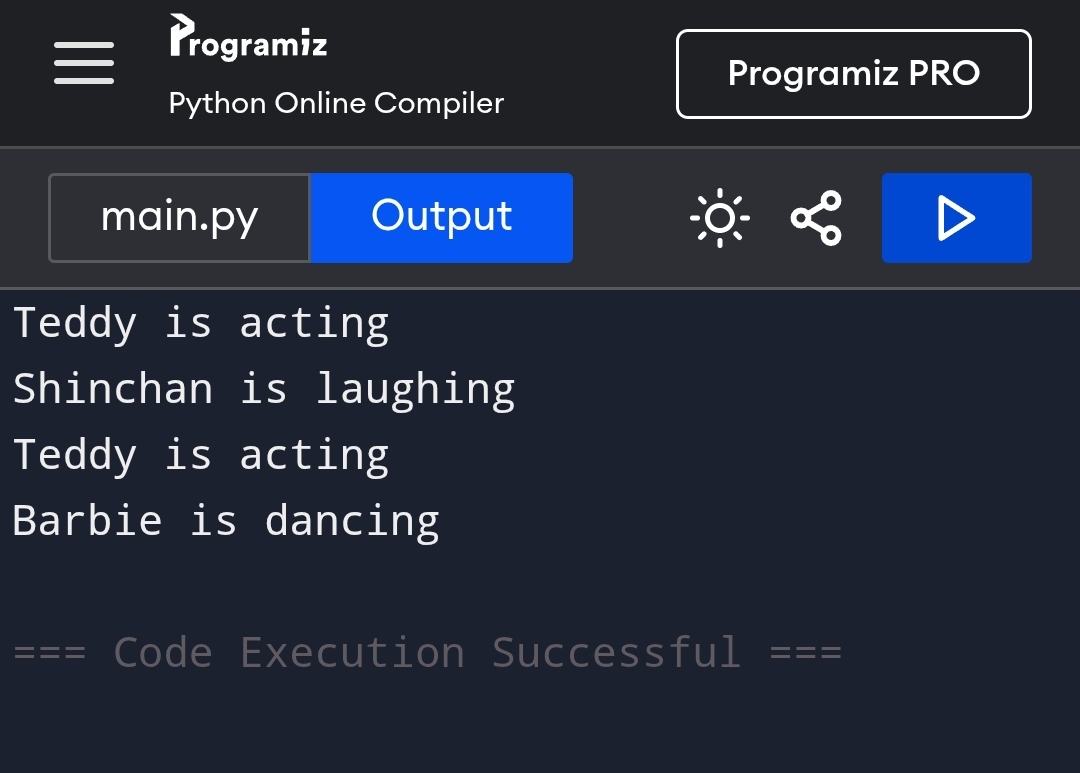 Programiz
Python Online Compiler
Programiz PRO
main.py
Output
Teddy is acting
Shinchan is laughing
Teddy is acting
Barbie is dancing
=== Code Execution Successful ===